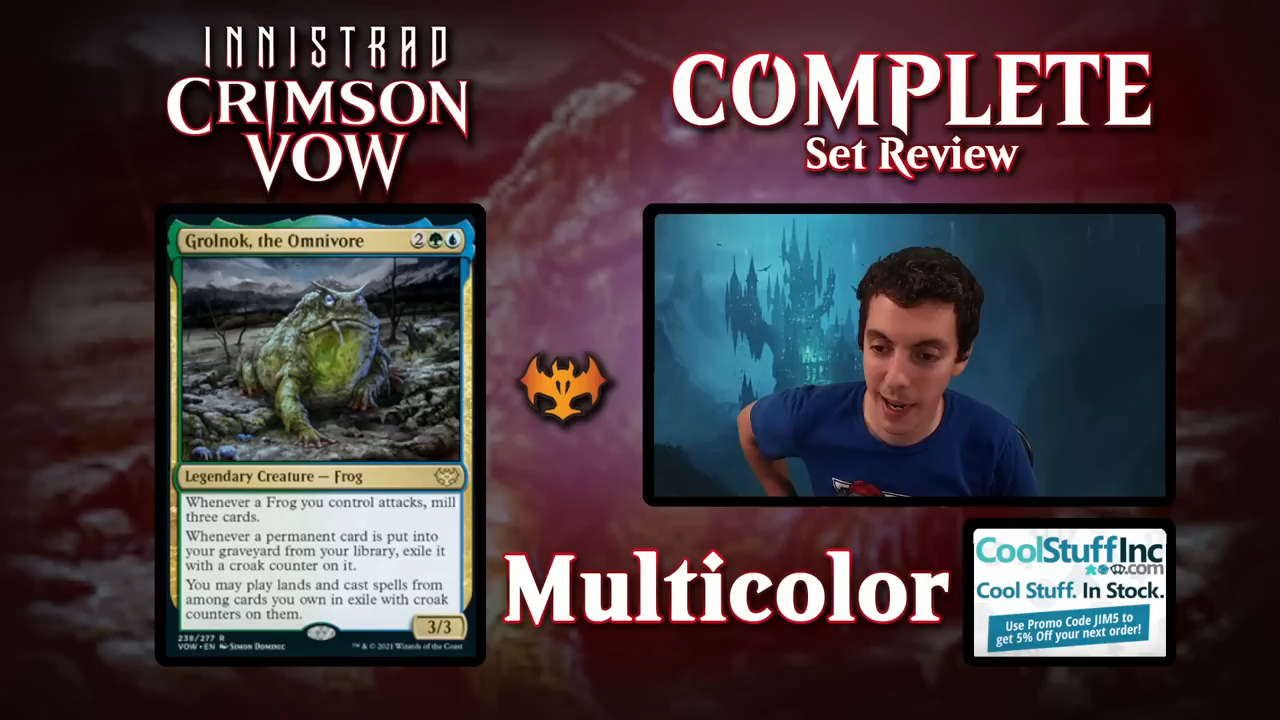 INNISTRAD
CRIMSON
VOW
COMPLETE
Set Review
Grolnok, the Omnivore
2
Legendary Creature — Frog
Whenever a Frog you control attacks, mill
three cards.
Whenever a permanent card is put into
your graveyard from your library, exile it
with a croak counter on it.
You may play lands and cast spells from
among cards you own in exile with croak
counters on them.
3/3
238/277 R
VOW • EN Simon Dominic
™ & © 2021 Wizards of the Coast
Multicolor
CoolStuffInc
.com
Cool Stuff. In Stock.
Use Promo Code JIM5 to
get 5% Off your next order!